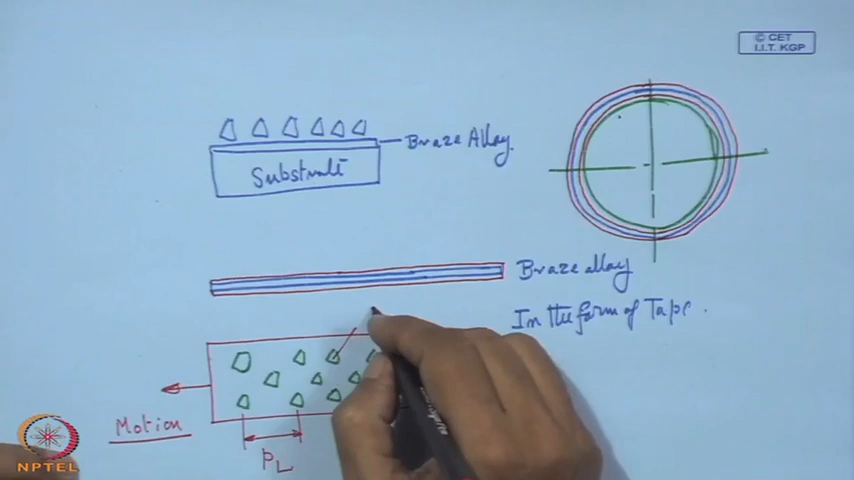 © CET
I.I.T. KGP
Braze Alloy.
Substrate
Braze alloy
In the form of Tape.
Motion
PL
NPTEL